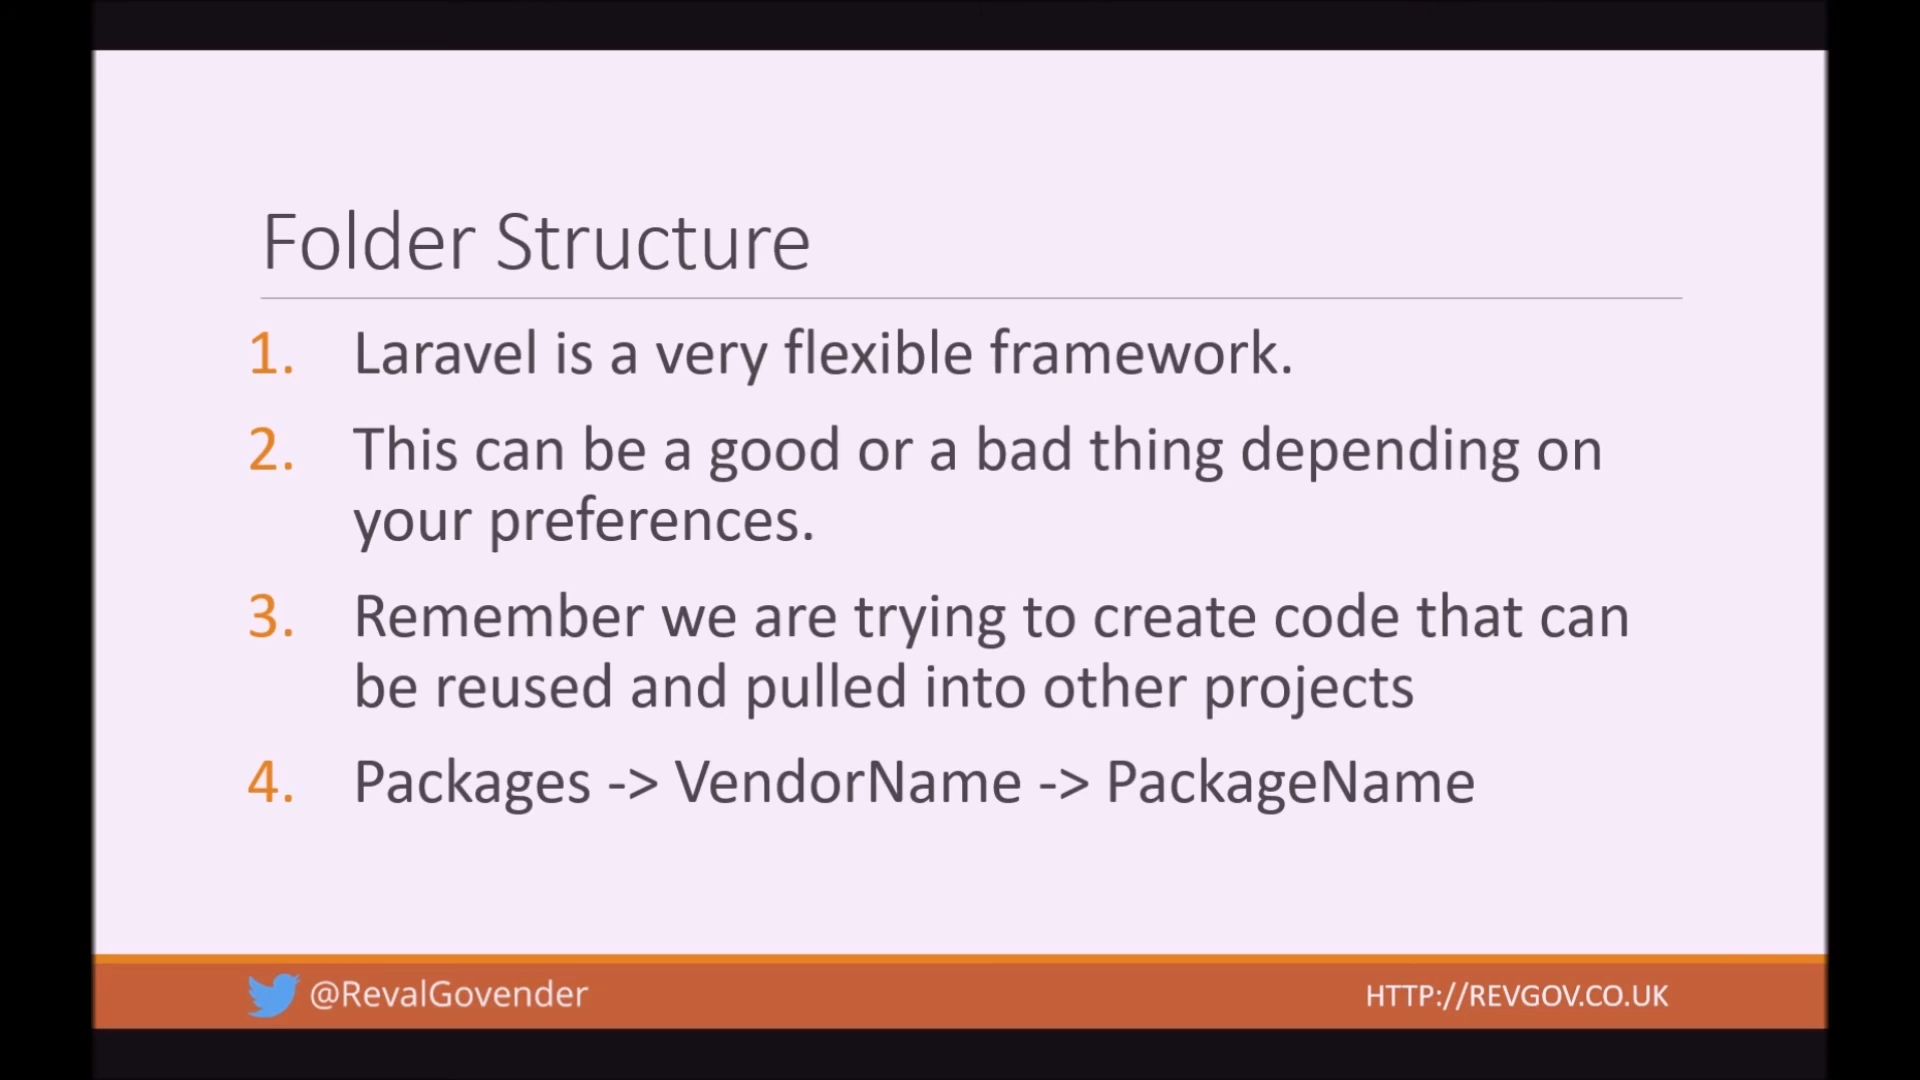 Folder Structure
1. Laravel is a very flexible framework.
2. This can be a good or a bad thing depending on
your preferences.
3. Remember we are trying to create code that can
be reused and pulled into other projects
4. Packages -> VendorName -> PackageName
@RevalGovender
HTTP://REVGOV.CO.UK